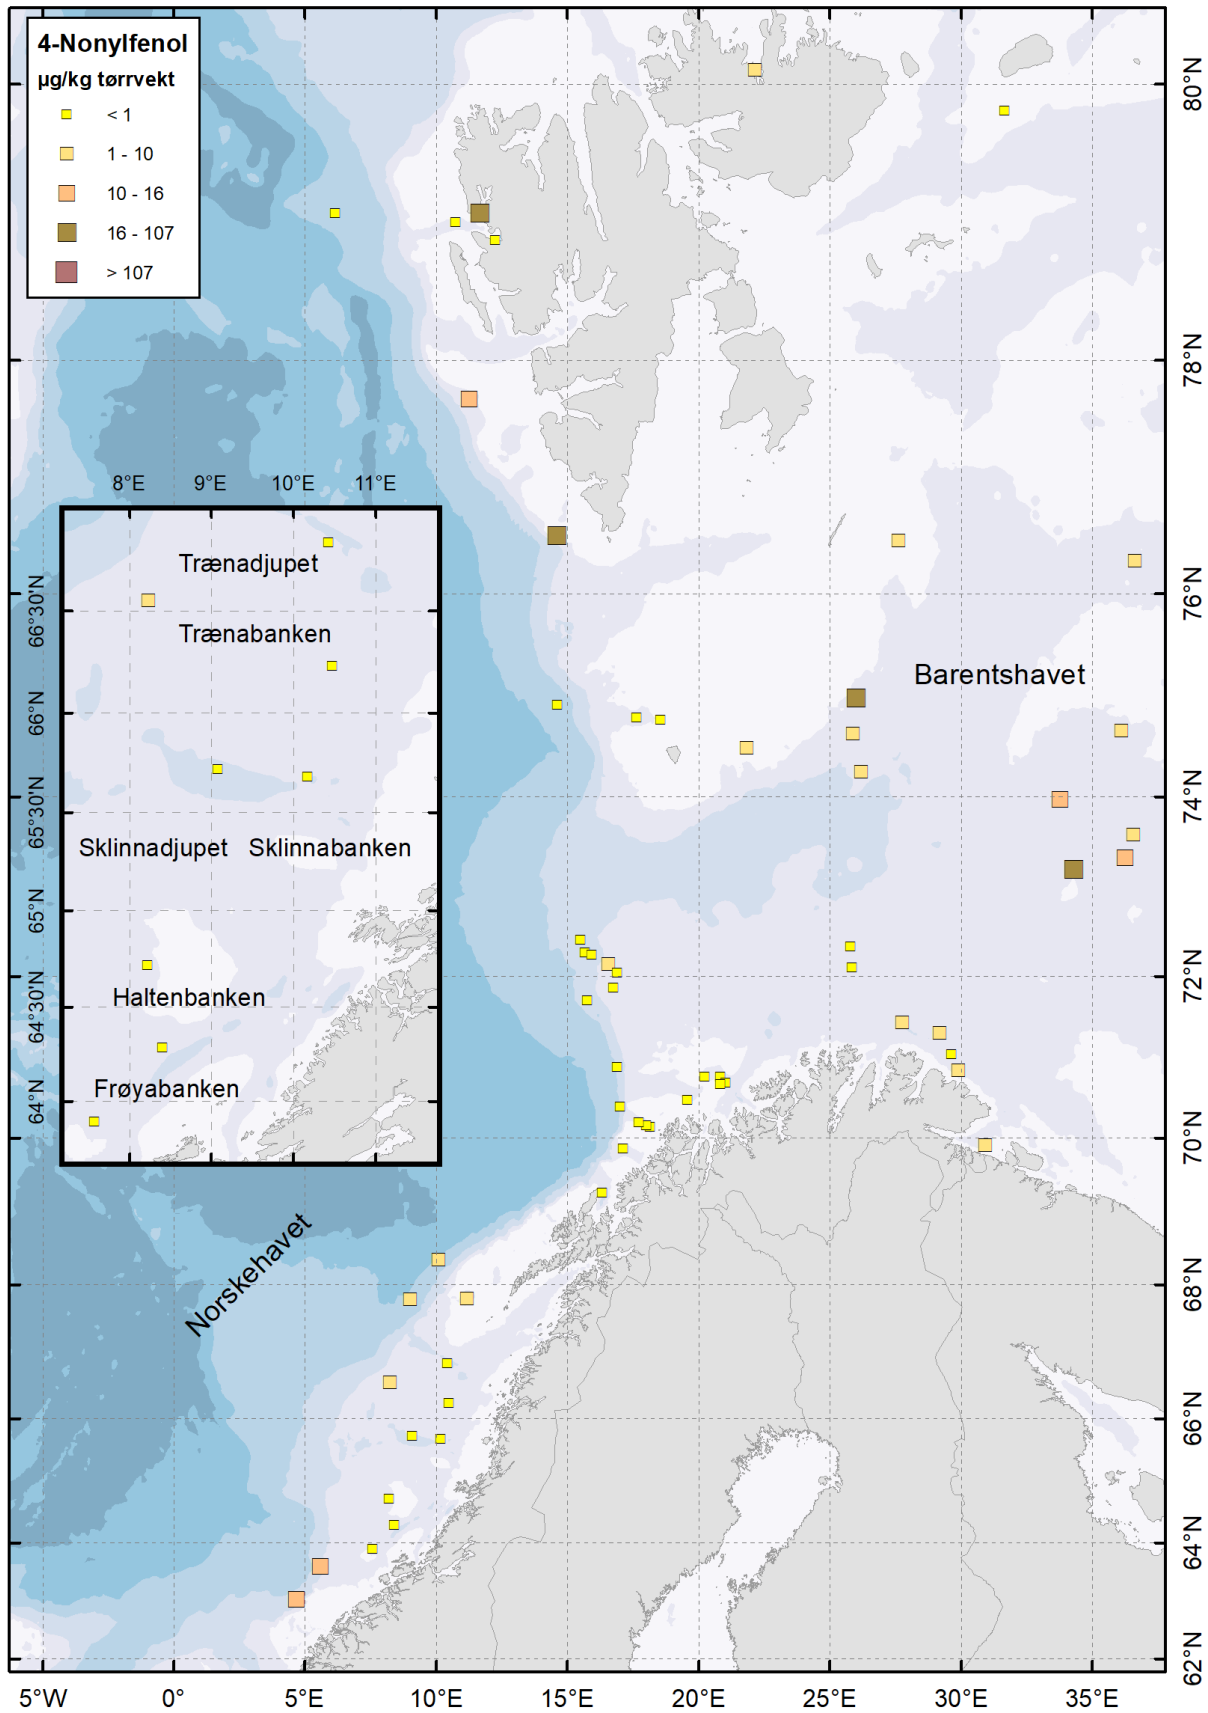 4-Nonylfenol
µg/kg tørrvekt
< 1
1 - 10
10 - 16
16 - 107
> 107
80°N
78°N
76°N
74°N
72°N
70°N
68°N
66°N
64°N
62°N
8°E
9°E
10°E
11°E
66°30'N
66°N
65°30'N
65°N
64°30'N
64°N
Trænadjupet
Trænabanken
Sklinnadjupet
Sklinnabanken
Haltenbanken
Frøyabanken
Barentshavet
Norskehavet
5°W
0°
5°E
10°E
15°E
20°E
25°E
30°E
35°E